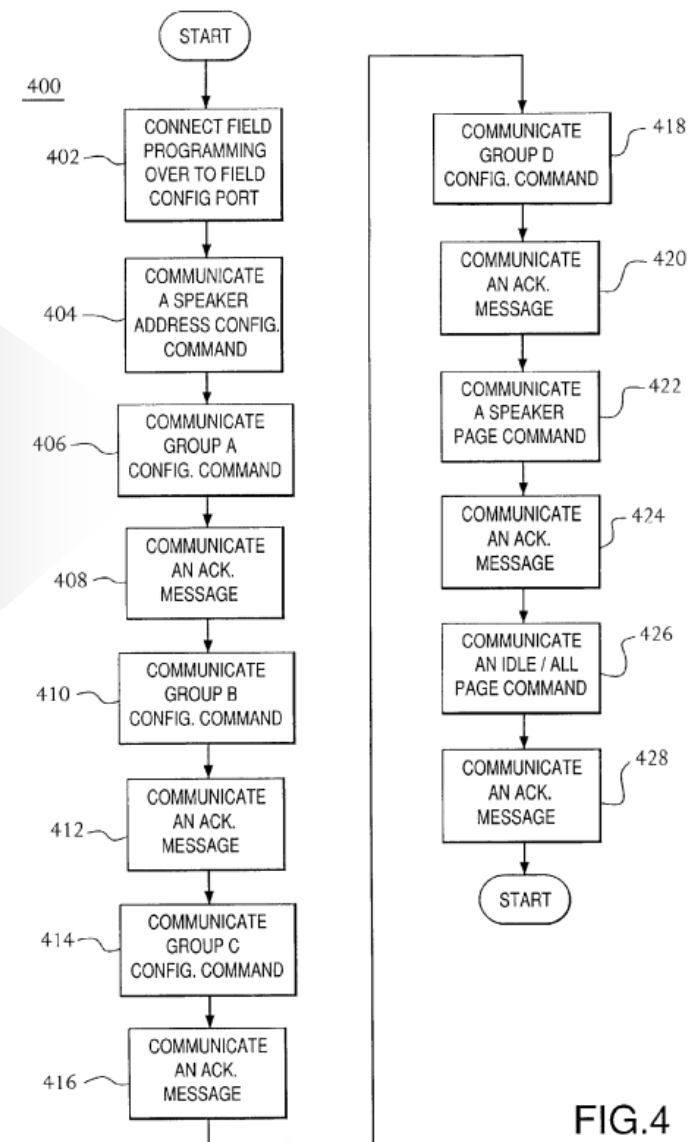 START
400
402
CONNECT FIELD
PROGRAMMING
OVER TO FIELD
CONFIG PORT
404
COMMUNICATE
A SPEAKER
ADDRESS CONFIG.
COMMAND
406
COMMUNICATE
GROUP A
CONFIG. COMMAND
408
COMMUNICATE
AN ACK.
MESSAGE
410
COMMUNICATE
GROUP B
CONFIG. COMMAND
412
COMMUNICATE
AN ACK.
MESSAGE
414
COMMUNICATE
GROUP C
CONFIG. COMMAND
416
COMMUNICATE
AN ACK.
MESSAGE
418
COMMUNICATE
GROUP D
CONFIG. COMMAND
420
COMMUNICATE
AN ACK.
MESSAGE
422
COMMUNICATE
A SPEAKER
PAGE COMMAND
424
COMMUNICATE
AN ACK.
MESSAGE
426
COMMUNICATE
AN IDLE / ALL
PAGE COMMAND
428
COMMUNICATE
AN ACK.
MESSAGE
START
FIG.4